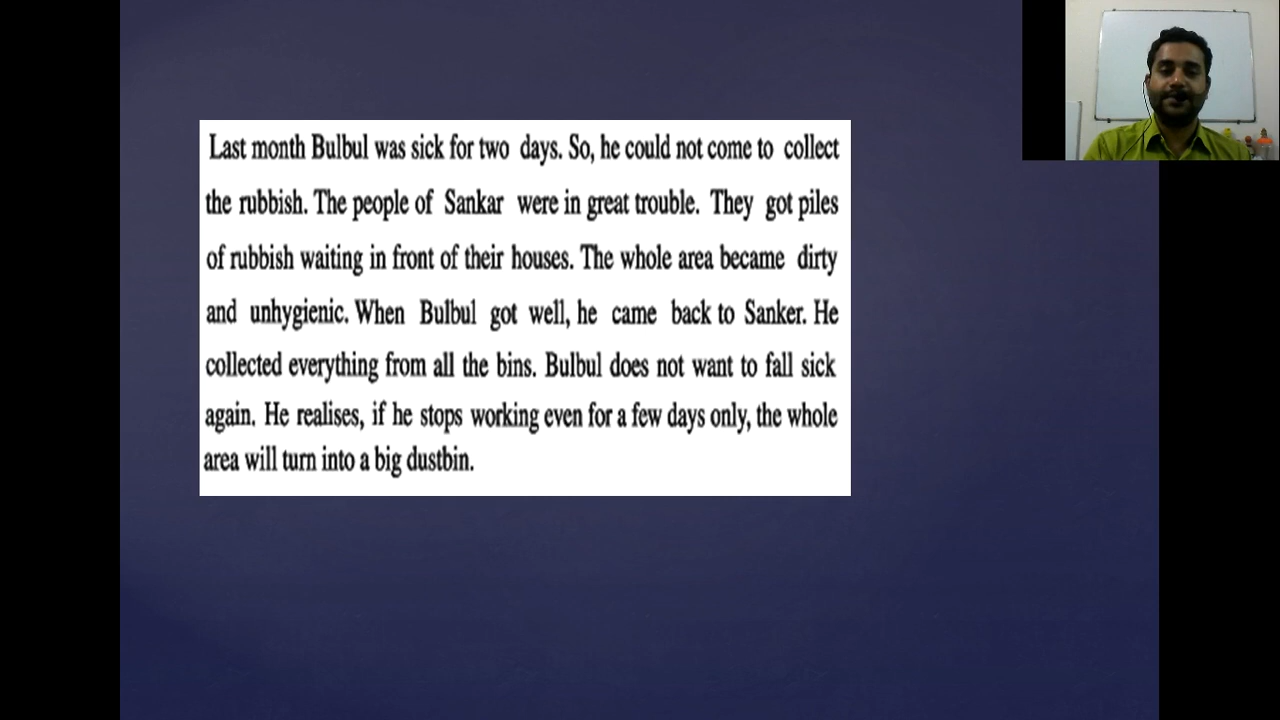 Last month Bulbul was sick for two days. So, he could not come to collect
the rubbish. The people of Sankar were in great trouble. They got piles
of rubbish waiting in front of their houses. The whole area became dirty
and unhygienic. When Bulbul got well, he came back to Sanker. He
collected everything from all the bins. Bulbul does not want to fall sick
again. He realises, if he stops working even for a few days only, the whole
area will turn into a big dustbin.